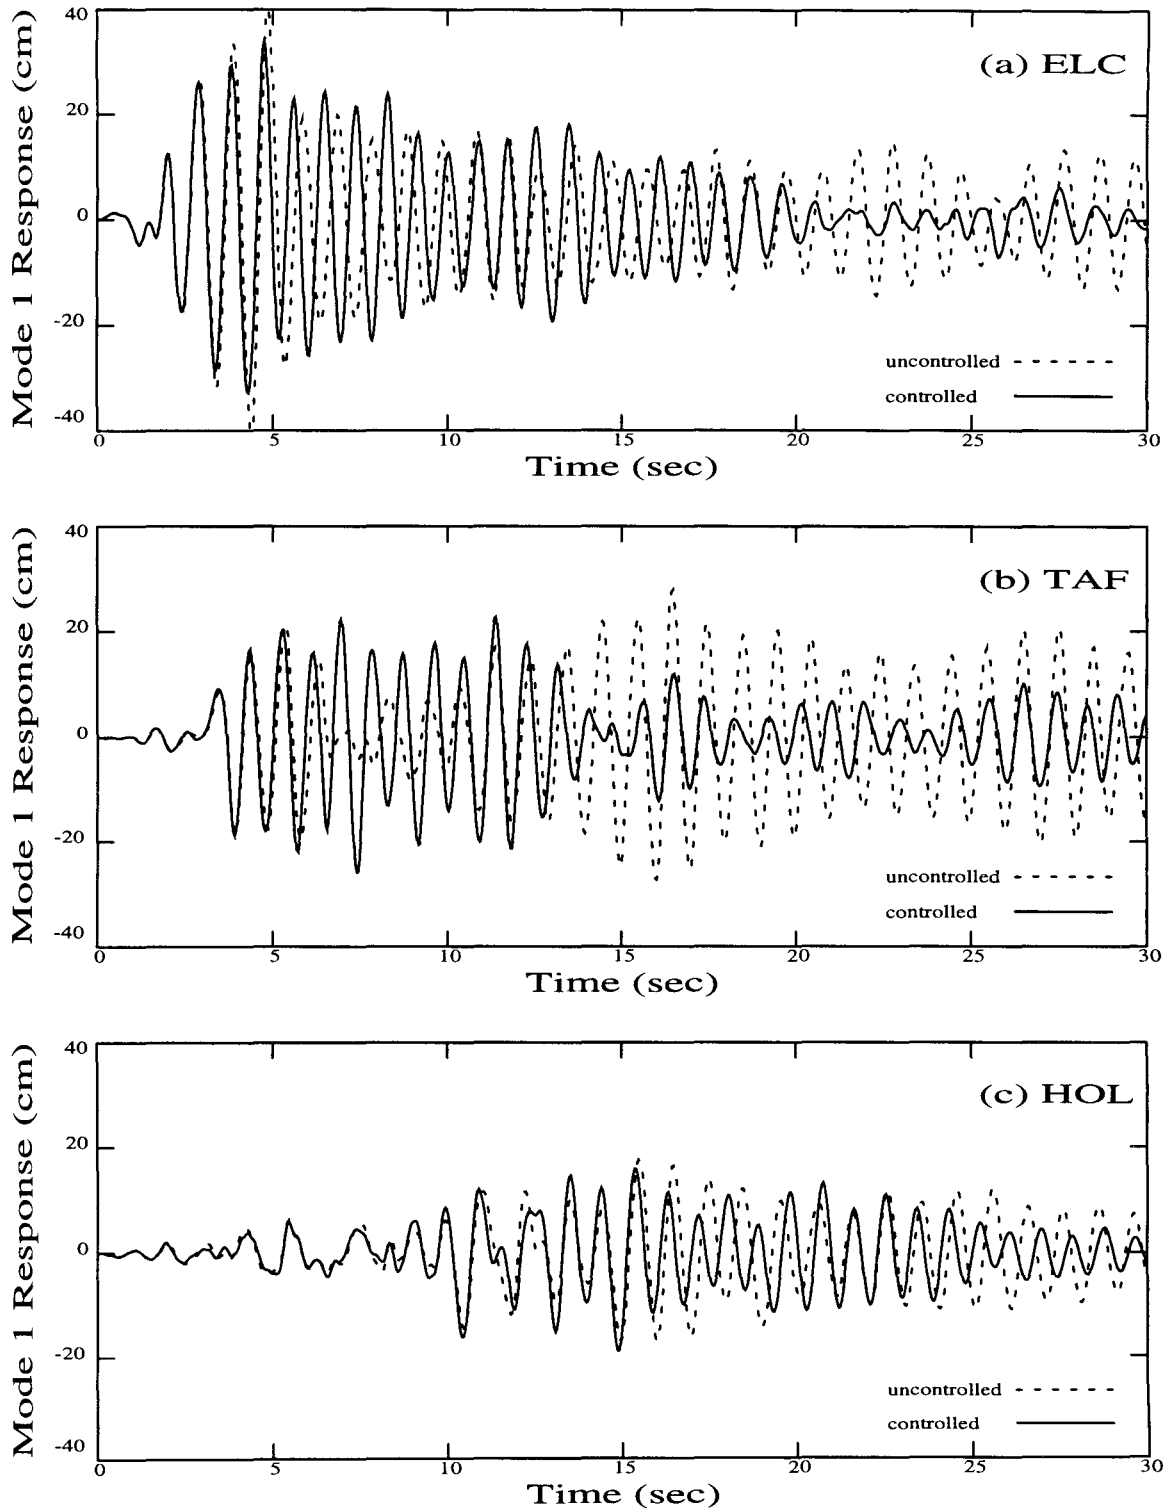 Mode 1 Response (cm)
40
20
0
-20
-40
(a) ELC
uncontrolled
controlled
0 5 10 15 20 25 30
Time (sec)
Mode 1 Response (cm)
40
20
0
-20
-40
(b) TAF
uncontrolled
controlled
0 5 10 15 20 25 30
Time (sec)
Mode 1 Response (cm)
40
20
0
-20
-40
(c) HOL
uncontrolled
controlled
0 5 10 15 20 25 30
Time (sec)